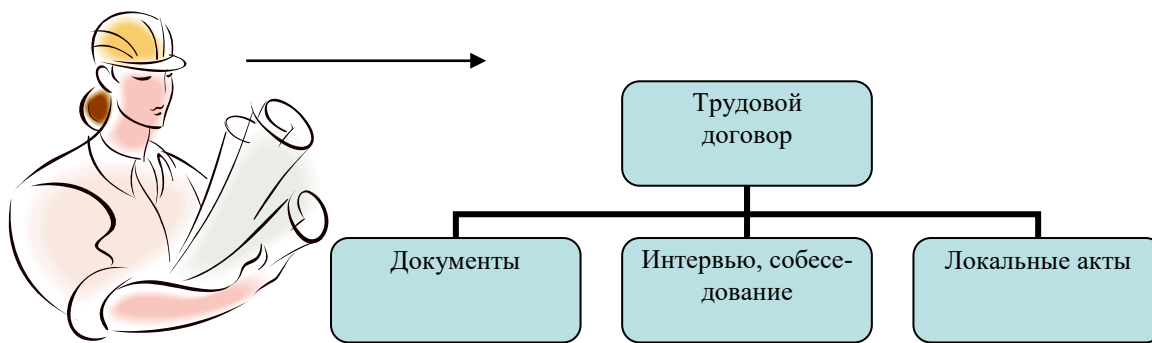 Трудовой
договор
Документы
Интервью, собесе-
дование
Локальные акты